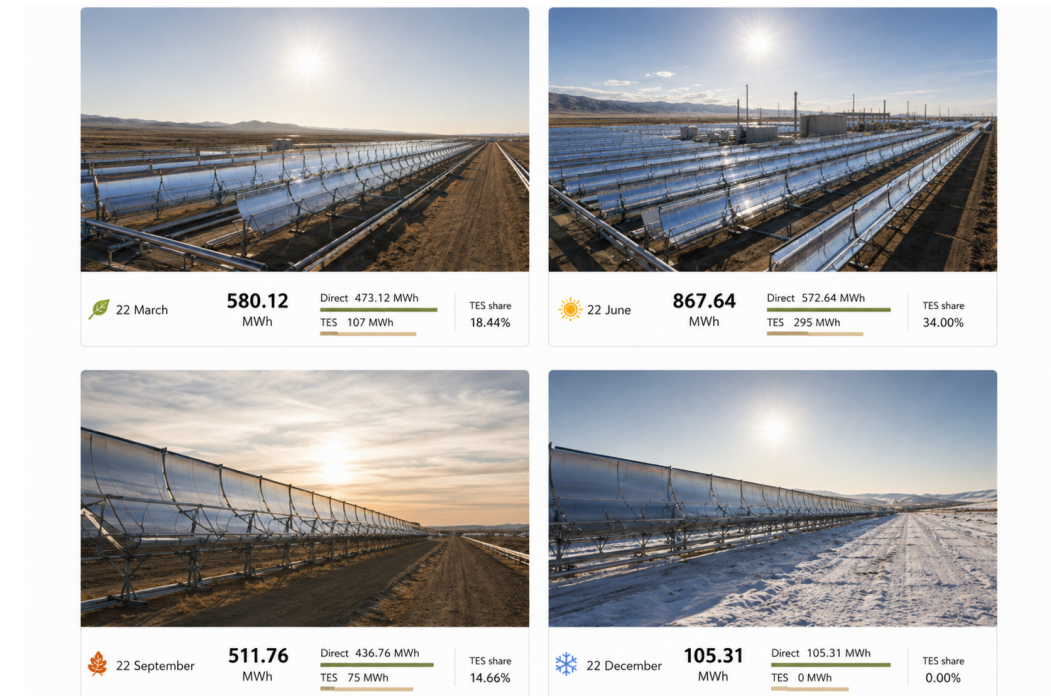 22 March
580.12
MWh
Direct 473.12 MWh
TES 107 MWh
TES share
18.44%
22 June
867.64
MWh
Direct 572.64 MWh
TES 295 MWh
TES share
34.00%
22 September
511.76
MWh
Direct 436.76 MWh
TES 75 MWh
TES share
14.66%
22 December
105.31
MWh
Direct 105.31 MWh
TES 0 MWh
TES share
0.00%